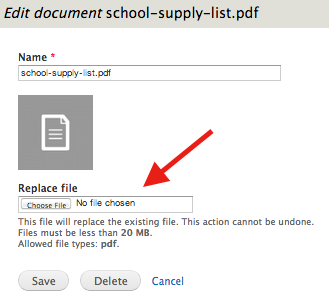 Edit document school-supply-list.pdf
Name *
school-supply-list.pdf
Replace file
Choose File No file chosen
This file will replace the existing file. This action cannot be undone.
Files must be less than 20 MB.
Allowed file types: pdf.
Save Delete Cancel